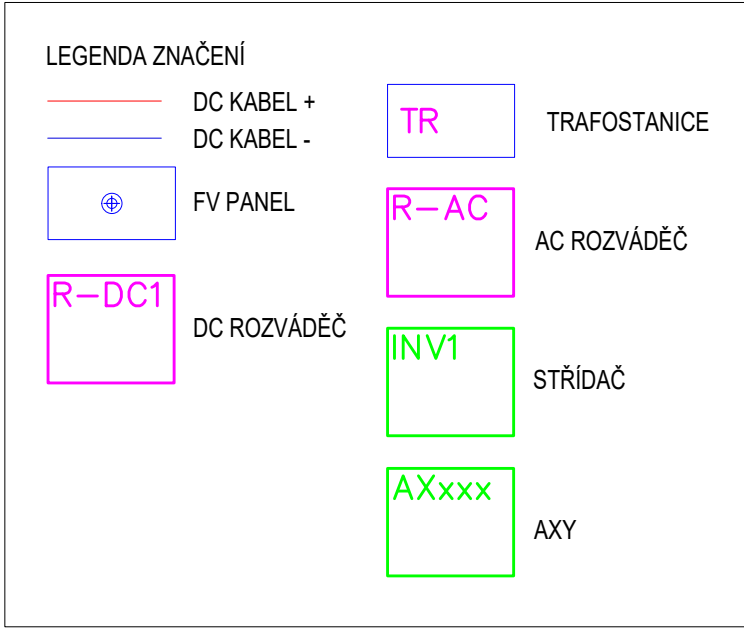 LEGENDA ZNAČENÍ
DC KABEL +
DC KABEL -
FV PANEL
R-DC1
DC ROZVÁDĚČ
TR
TRAFOSTANICE
R-AC
AC ROZVÁDĚČ
INV1
STŘÍDAČ
AXxxx
AXY